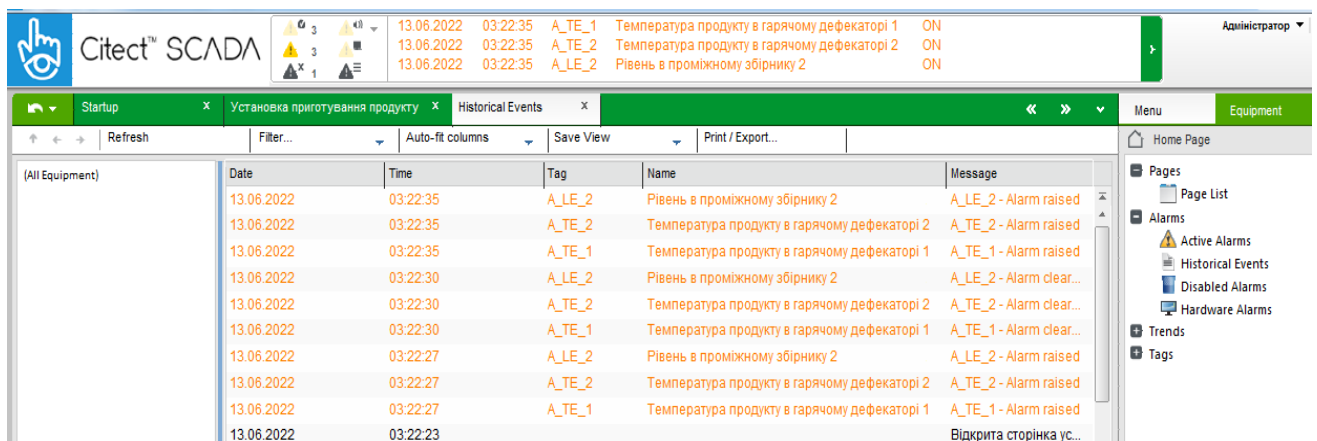 Citect™ SCADA
3
3
1
13.06.2022 03:22:35 A_TE_1 Температура продукту в гарячому дефекаторі 1 ON
13.06.2022 03:22:35 A_TE_2 Температура продукту в гарячому дефекаторі 2 ON
13.06.2022 03:22:35 A_LE_2 Рівень в проміжному збірнику 2 ON
Адміністратор
Startup x Установка приготування продукту x Historical Events x
Menu Equipment
Refresh Filter... Auto-fit columns Save View Print / Export...
Home Page
(All Equipment)
Date Time Tag Name Message
13.06.2022 03:22:35 A_LE_2 Рівень в проміжному збірнику 2 A_LE_2 - Alarm raised
13.06.2022 03:22:35 A_TE_2 Температура продукту в гарячому дефекаторі 2 A_TE_2 - Alarm raised
13.06.2022 03:22:35 A_TE_1 Температура продукту в гарячому дефекаторі 1 A_TE_1 - Alarm raised
13.06.2022 03:22:30 A_LE_2 Рівень в проміжному збірнику 2 A_LE_2 - Alarm clear...
13.06.2022 03:22:30 A_TE_2 Температура продукту в гарячому дефекаторі 2 A_TE_2 - Alarm clear...
13.06.2022 03:22:30 A_TE_1 Температура продукту в гарячому дефекаторі 1 A_TE_1 - Alarm clear...
13.06.2022 03:22:27 A_LE_2 Рівень в проміжному збірнику 2 A_LE_2 - Alarm raised
13.06.2022 03:22:27 A_TE_2 Температура продукту в гарячому дефекаторі 2 A_TE_2 - Alarm raised
13.06.2022 03:22:27 A_TE_1 Температура продукту в гарячому дефекаторі 1 A_TE_1 - Alarm raised
13.06.2022 03:22:23 Відкрита сторінка ус...
Pages
Page List
Alarms
Active Alarms
Historical Events
Disabled Alarms
Hardware Alarms
Trends
Tags